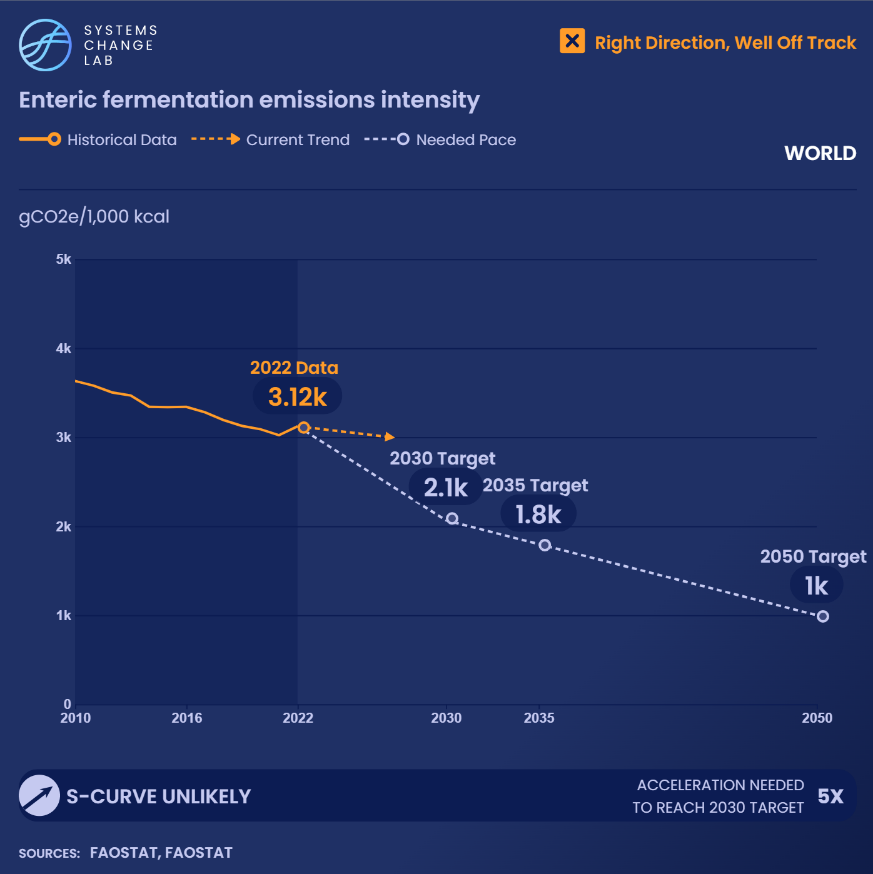 SYSTEMS
CHANGE
LAB
Right Direction, Well Off Track
Enteric fermentation emissions intensity
Historical Data Current Trend Needed Pace
WORLD
gCO2e/1,000 kcal
5k
4k
2022 Data
3.12k
3k
2030 Target
2.1k
2035 Target
1.8k
2k
2050 Target
1k
1k
0
2010 2016 2022 2030 2035 2050
S-CURVE UNLIKELY
ACCELERATION NEEDED
TO REACH 2030 TARGET
5X
SOURCES: FAOSTAT, FAOSTAT